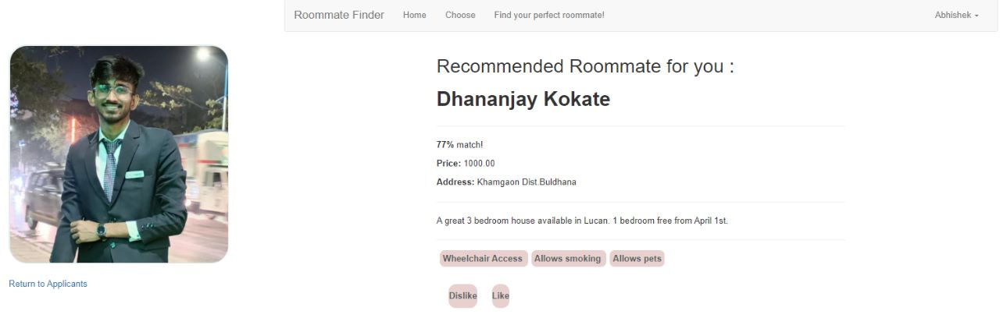 Roommate Finder Home Choose Find your perfect roommate! Abhishek
Recommended Roommate for you :
Dhananjay Kokate
77% match!
Price: 1000.00
Address: Khamgaon Dist.Buldhana
A great 3 bedroom house available in Lucan. 1 bedroom free from April 1st.
Wheelchair Access Allows smoking Allows pets
Return to Applicants
Dislike Like